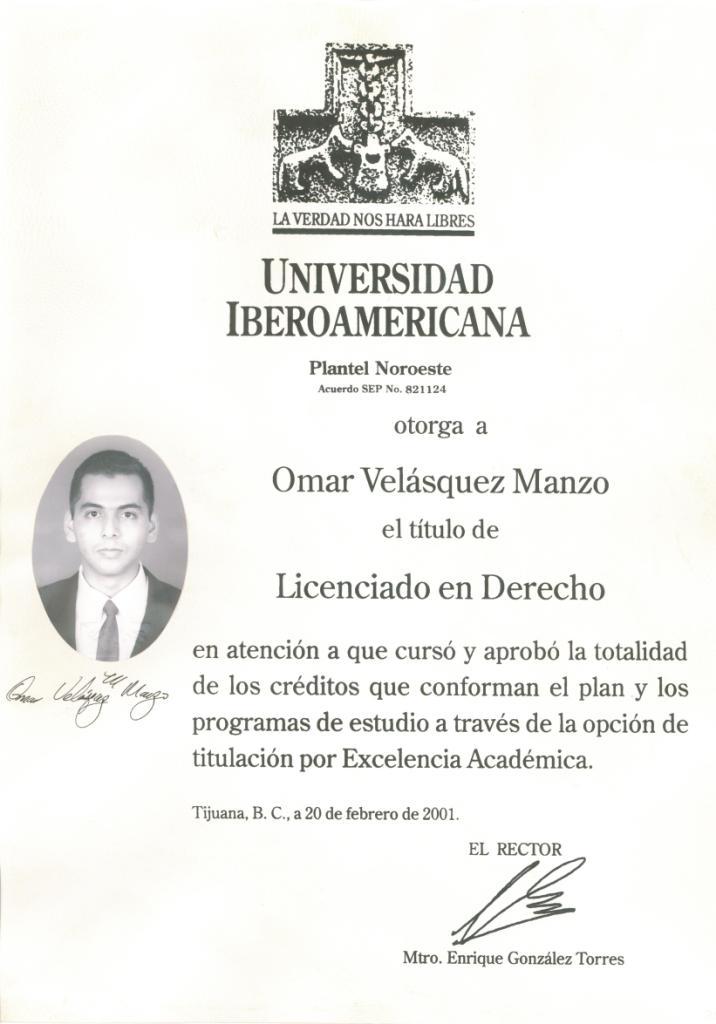 LA VERDAD NOS HARA LIBRES
UNIVERSIDAD
IBEROAMERICANA
Plantel Noroeste
Acuerdo SEP No. 821124
otorga a
Omar Velásquez Manzo
el título de
Licenciado en Derecho
en atención a que cursó y aprobó la totalidad
de los créditos que conforman el plan y los
programas de estudio a través de la opción de
titulación por Excelencia Académica.
Omar Velásquez M Manzo
Tijuana, B. C., a 20 de febrero de 2001.
EL RECTOR
Mtro. Enrique González Torres